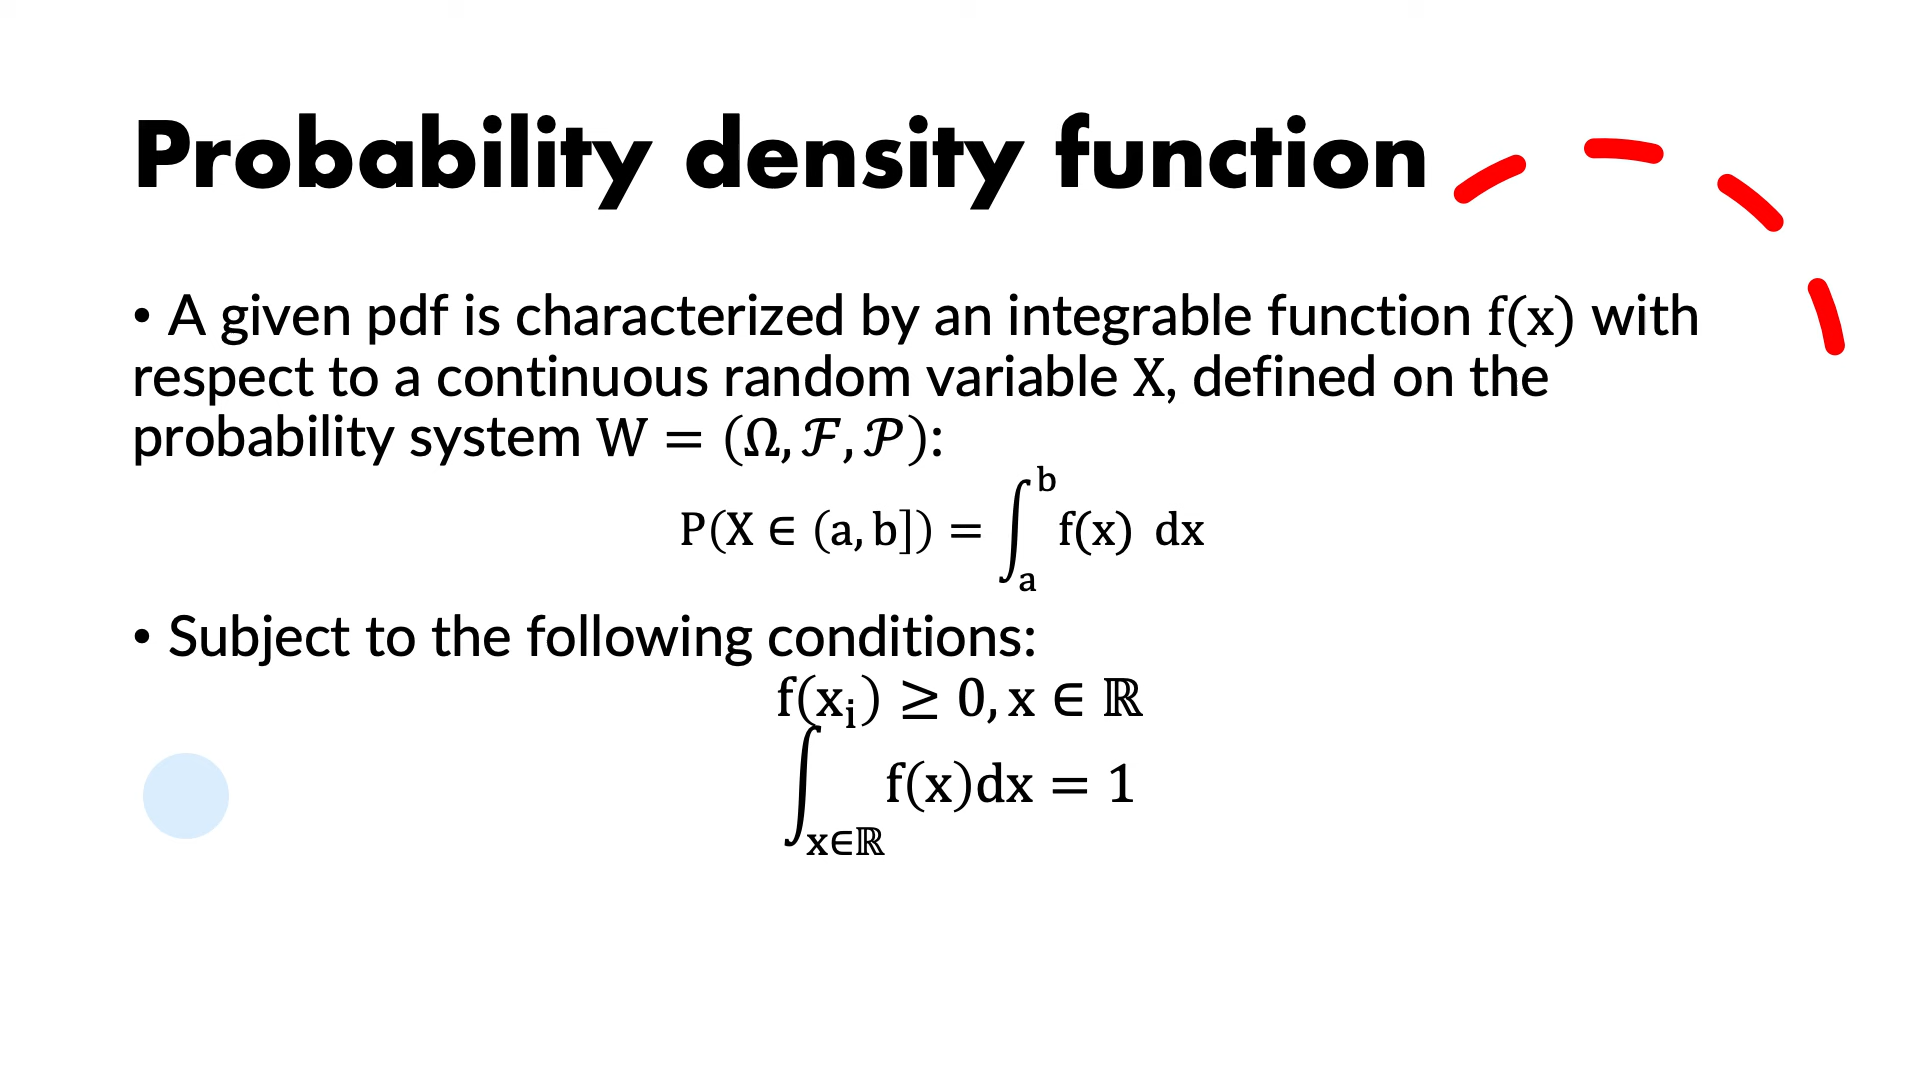 Probability density function
• A given pdf is characterized by an integrable function f(x) with
respect to a continuous random variable X, defined on the
probability system W = (Ω, ℱ, 𝒫):
P(X ∈ (a, b]) = ∫_a^b f(x) dx
• Subject to the following conditions:
f(x_i) ≥ 0, x ∈ ℝ
∫_{x∈ℝ} f(x)dx = 1